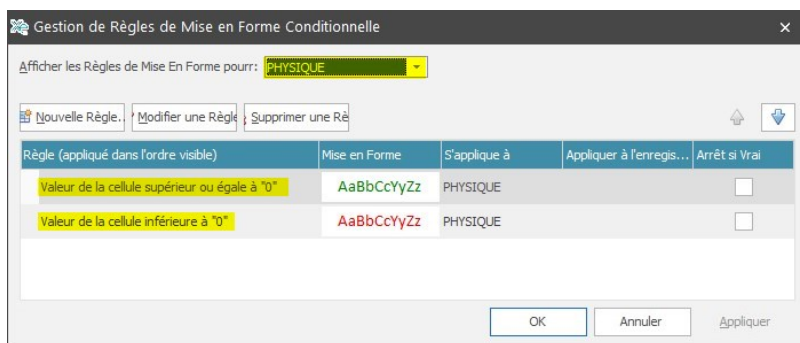 Gestion de Règles de Mise en Forme Conditionnelle
Afficher les Règles de Mise En Forme pourr: PHYSIQUE
Nouvelle Règle.. Modifier une Règle Supprimer une Rè
Règle (appliqué dans l'ordre visible) Mise en Forme S'applique à Appliquer à l'enregis... Arrêt si Vrai
Valeur de la cellule supérieur ou égale à "0" AaBbCcYyZz PHYSIQUE
Valeur de la cellule inférieure à "0" AaBbCcYyZz PHYSIQUE
OK Annuler Appliquer